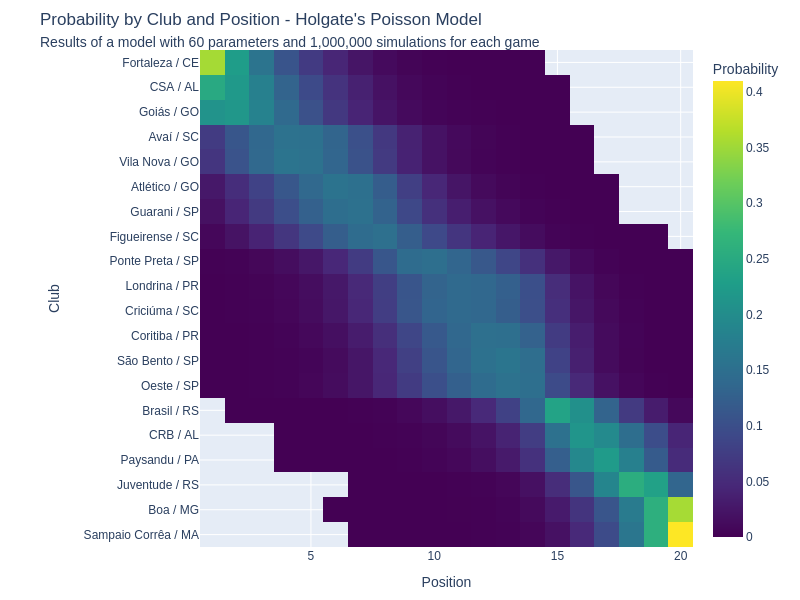 Probability by Club and Position - Holgate's Poisson Model
Results of a model with 60 parameters and 1,000,000 simulations for each game
Probability
Fortaleza / CE
CSA / AL
Goiás / GO
Avaí / SC
Vila Nova / GO
Atlético / GO
Guarani / SP
Figueirense / SC
Ponte Preta / SP
Londrina / PR
Criciúma / SC
Coritiba / PR
São Bento / SP
Oeste / SP
Brasil / RS
CRB / AL
Paysandu / PA
Juventude / RS
Boa / MG
Sampaio Corrêa / MA
Club
5
10
15
20
Position
0.4
0.35
0.3
0.25
0.2
0.15
0.1
0.05
0